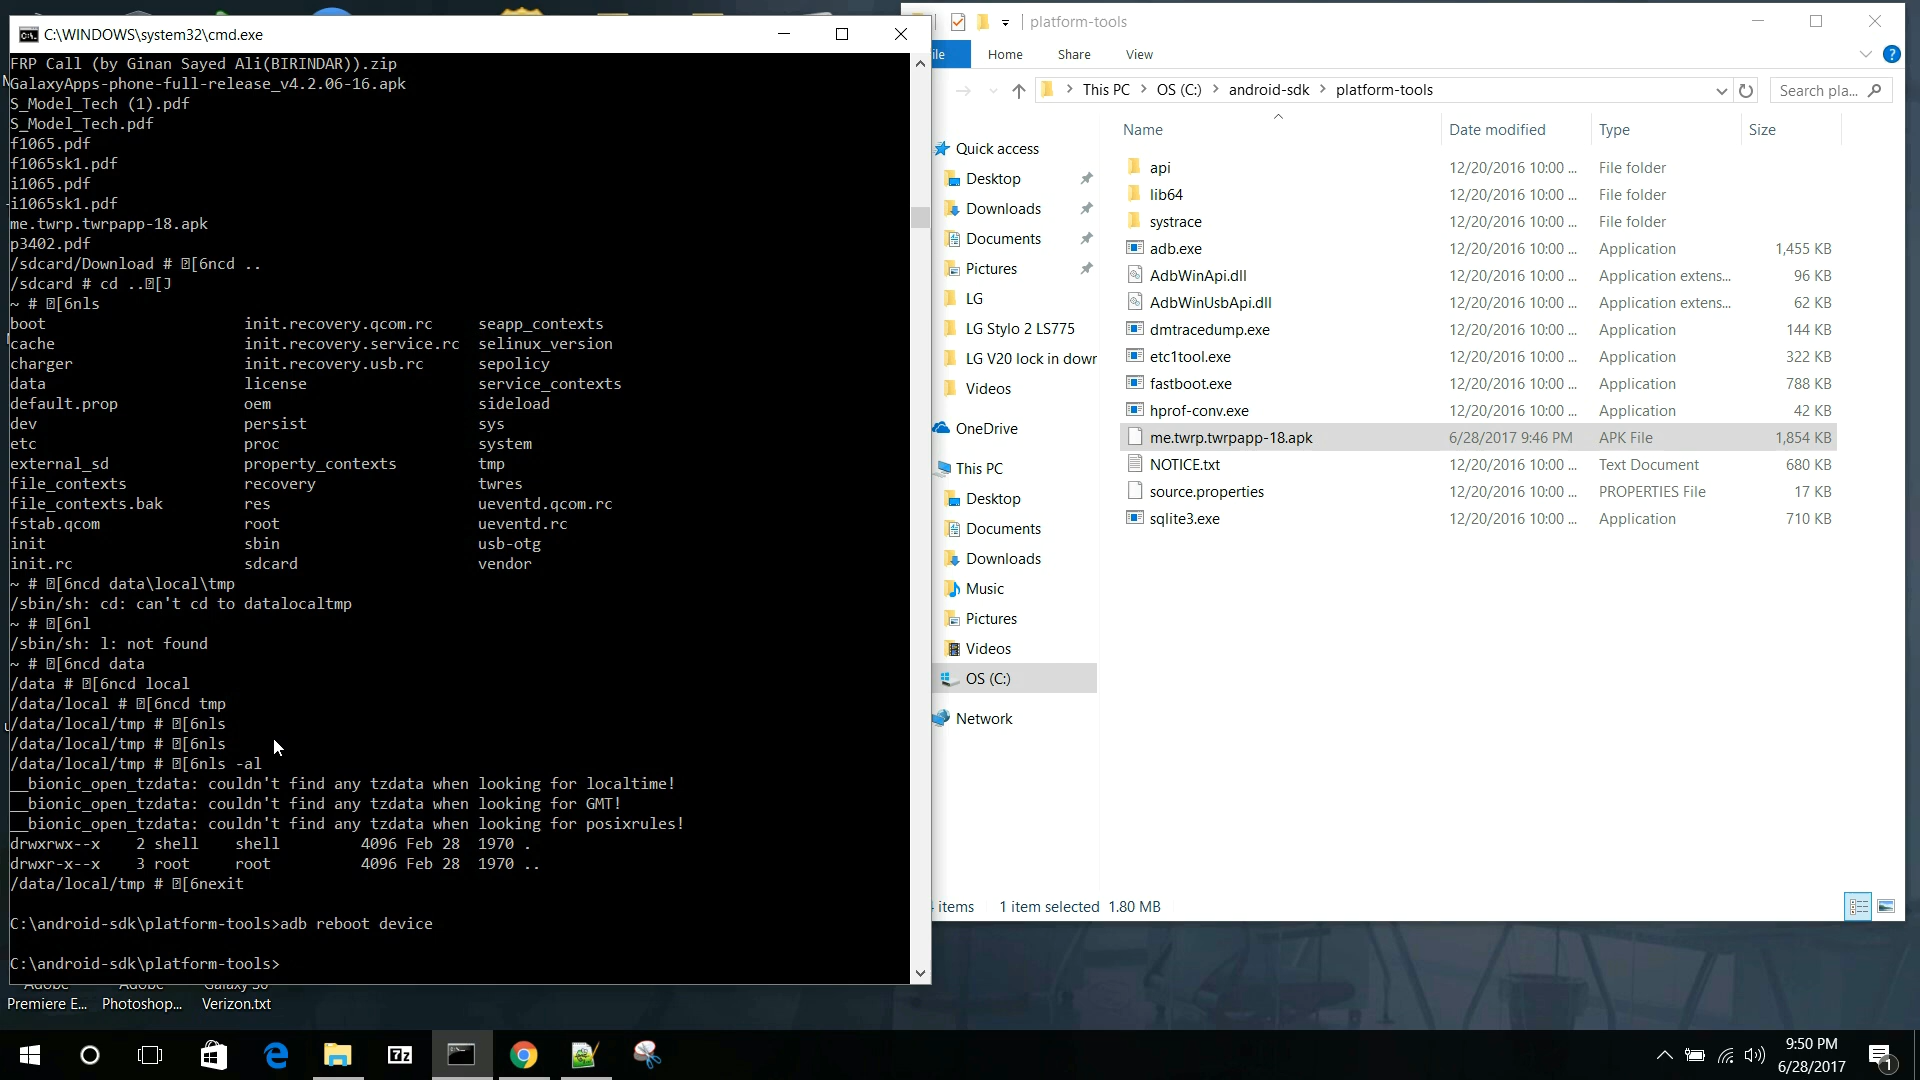 C:\WINDOWS\system32\cmd.exe
FRP Call (by Ginan Sayed Ali(BIRINDAR)).zip
GalaxyApps-phone-full-release_v4.2.06-16.apk
S_Model_Tech (1).pdf
S_Model_Tech.pdf
f1065.pdf
f1065sk1.pdf
i1065.pdf
i1065sk1.pdf
me.twrp.twrpapp-18.apk
p3402.pdf
/sdcard/Download # [6ncd ..
/sdcard # cd ..[J
~ # [6nls
boot init.recovery.qcom.rc seapp_contexts
cache init.recovery.service.rc selinux_version
charger init.recovery.usb.rc sepolicy
data license service_contexts
default.prop oem sideload
dev persist sys
etc proc system
external_sd property_contexts tmp
file_contexts recovery twres
file_contexts.bak res ueventd.qcom.rc
fstab.qcom root ueventd.rc
init sbin usb-otg
init.rc sdcard vendor
~ # [6ncd data\local\tmp
/sbin/sh: cd: can't cd to datalocaltmp
~ # [6nl
/sbin/sh: l: not found
~ # [6ncd data
/data # [6ncd local
/data/local # [6ncd tmp
/data/local/tmp # [6nls
/data/local/tmp # [6nls
/data/local/tmp # [6nls -al
__bionic_open_tzdata: couldn't find any tzdata when looking for localtime!
__bionic_open_tzdata: couldn't find any tzdata when looking for GMT!
__bionic_open_tzdata: couldn't find any tzdata when looking for posixrules!
drwxrwx--x 2 shell shell 4096 Feb 28 1970 .
drwxr-x--x 3 root root 4096 Feb 28 1970 ..
/data/local/tmp # [6nexit
C:\android-sdk\platform-tools>adb reboot device
C:\android-sdk\platform-tools>
platform-tools
Home Share View
This PC > OS (C:) > android-sdk > platform-tools
Search pla...
Quick access
Desktop
Downloads
Documents
Pictures
LG
LG Stylo 2 LS775
LG V20 lock in dowr
Videos
OneDrive
This PC
Desktop
Documents
Downloads
Music
Pictures
Videos
OS (C:)
Network
Name Date modified Type Size
api 12/20/2016 10:00 ... File folder
lib64 12/20/2016 10:00 ... File folder
systrace 12/20/2016 10:00 ... File folder
adb.exe 12/20/2016 10:00 ... Application 1,455 KB
AdbWinApi.dll 12/20/2016 10:00 ... Application extens... 96 KB
AdbWinUsbApi.dll 12/20/2016 10:00 ... Application extens... 62 KB
dmtracedump.exe 12/20/2016 10:00 ... Application 144 KB
etc1tool.exe 12/20/2016 10:00 ... Application 322 KB
fastboot.exe 12/20/2016 10:00 ... Application 788 KB
hprof-conv.exe 12/20/2016 10:00 ... Application 42 KB
me.twrp.twrpapp-18.apk 6/28/2017 9:46 PM APK File 1,854 KB
NOTICE.txt 12/20/2016 10:00 ... Text Document 680 KB
source.properties 12/20/2016 10:00 ... PROPERTIES File 17 KB
sqlite3.exe 12/20/2016 10:00 ... Application 710 KB
items 1 item selected 1.80 MB
Premiere E... Photoshop... Verizon.txt
9:50 PM
6/28/2017
1